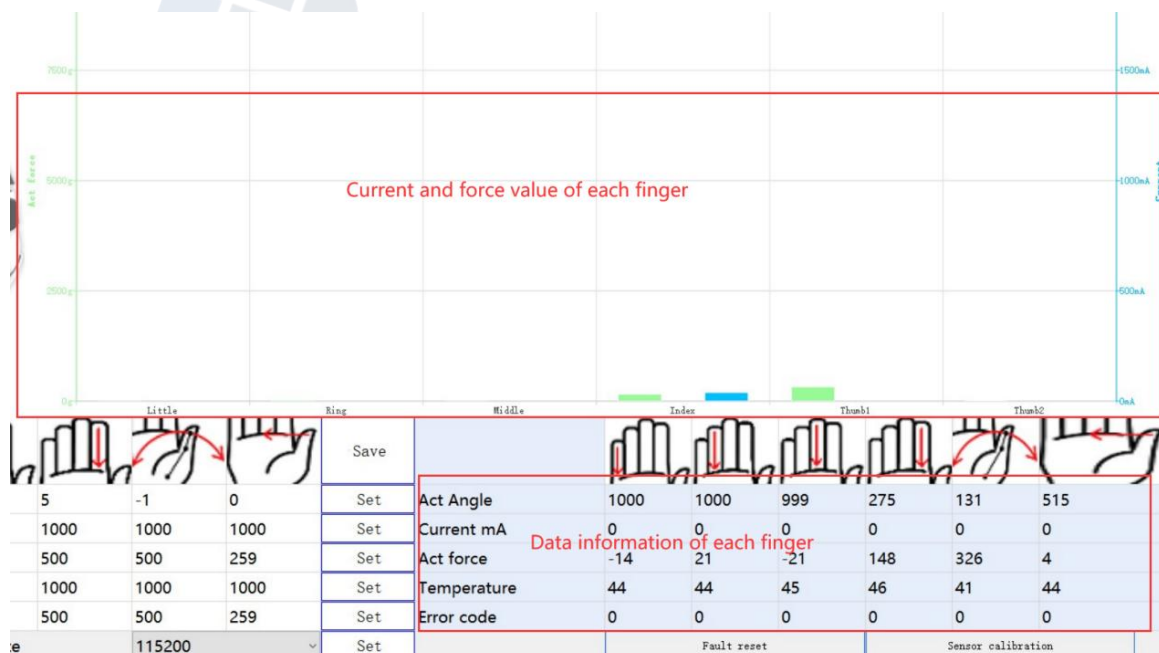 7500g
1500mA
Act force
5000g
Current and force value of each finger
1000mA
Current
2500g
500mA
0g
0mA
Little Ring Middle Index Thumb1 Thumb2
Save
5 -1 0 Set Act Angle 1000 1000 999 275 131 515
1000 1000 1000 Set Current mA 0 0 0 0 0 0
Data information of each finger
500 500 259 Set Act force -14 21 -21 148 326 4
1000 1000 1000 Set Temperature 44 44 45 46 41 44
500 500 259 Set Error code 0 0 0 0 0 0
115200 Set Fault reset Sensor calibration